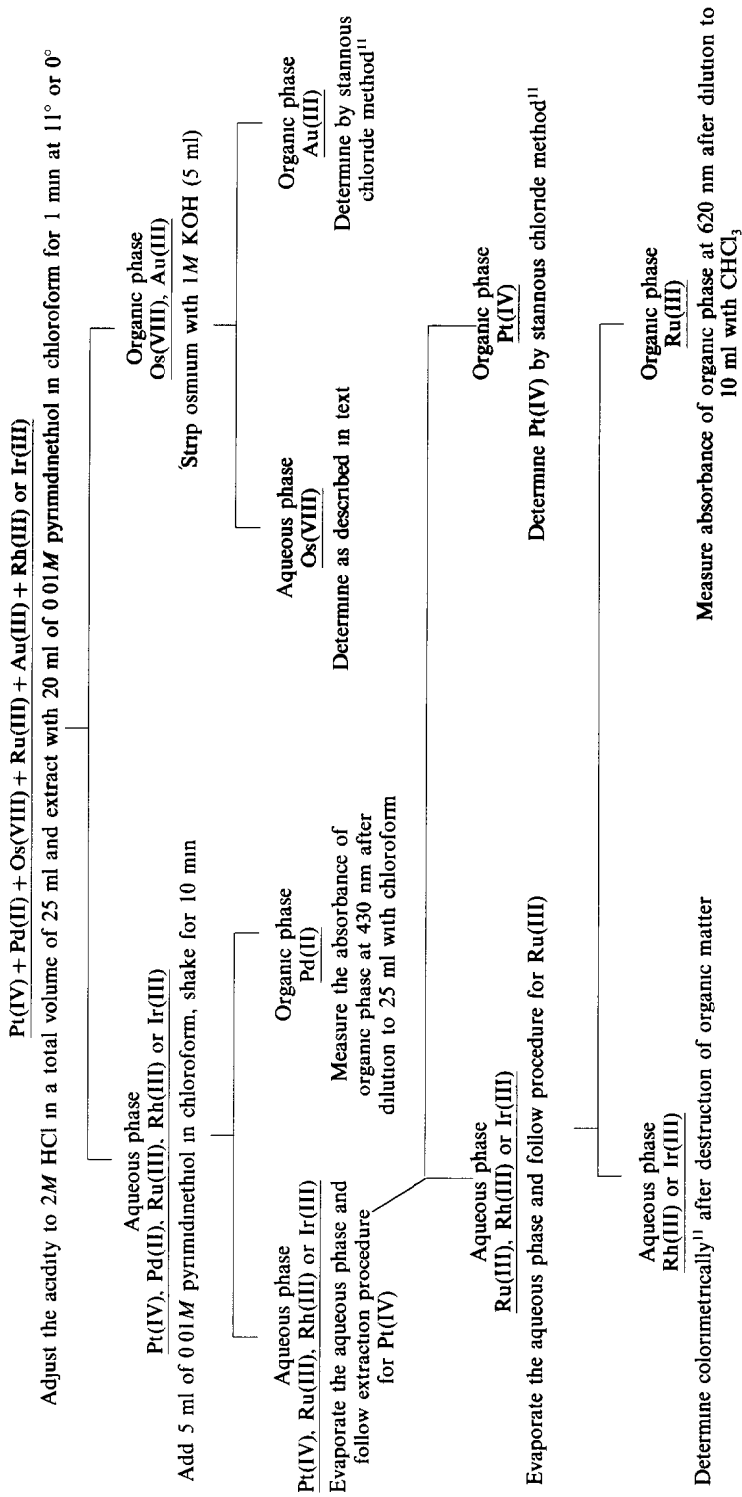 Pt(IV) + Pd(II) + Os(VIII) + Ru(III) + Au(III) + Rh(III) or Ir(III)
Adjust the acidity to 2M HCl in a total volume of 25 ml and extract with 20 ml of 0 01M pyrimidinethiol in chloroform for 1 min at 11° or 0°
Aqueous phase
Pt(IV), Pd(II), Ru(III), Rh(III) or Ir(III)
Add 5 ml of 0 01M pyrimidinethiol in chloroform, shake for 10 min
Organic phase
Os(VIII), Au(III)
Strip osmium with 1M KOH (5 ml)
Aqueous phase
Pt(IV), Ru(III), Rh(III) or Ir(III)
Evaporate the aqueous phase and
follow extraction procedure
for Pt(IV)
Organic phase
Pd(II)
Measure the absorbance of
organic phase at 430 nm after
dilution to 25 ml with chloroform
Aqueous phase
Os(VIII)
Determine as described in text
Organic phase
Au(III)
Determine by stannous
chloride method11
Aqueous phase
Ru(III), Rh(III) or Ir(III)
Evaporate the aqueous phase and follow procedure for Ru(III)
Organic phase
Pt(IV)
Determine Pt(IV) by stannous chloride method11
Aqueous phase
Rh(III) or Ir(III)
Determine colorimetrically11 after destruction of organic matter
Organic phase
Ru(III)
Measure absorbance of organic phase at 620 nm after dilution to
10 ml with CHCl3